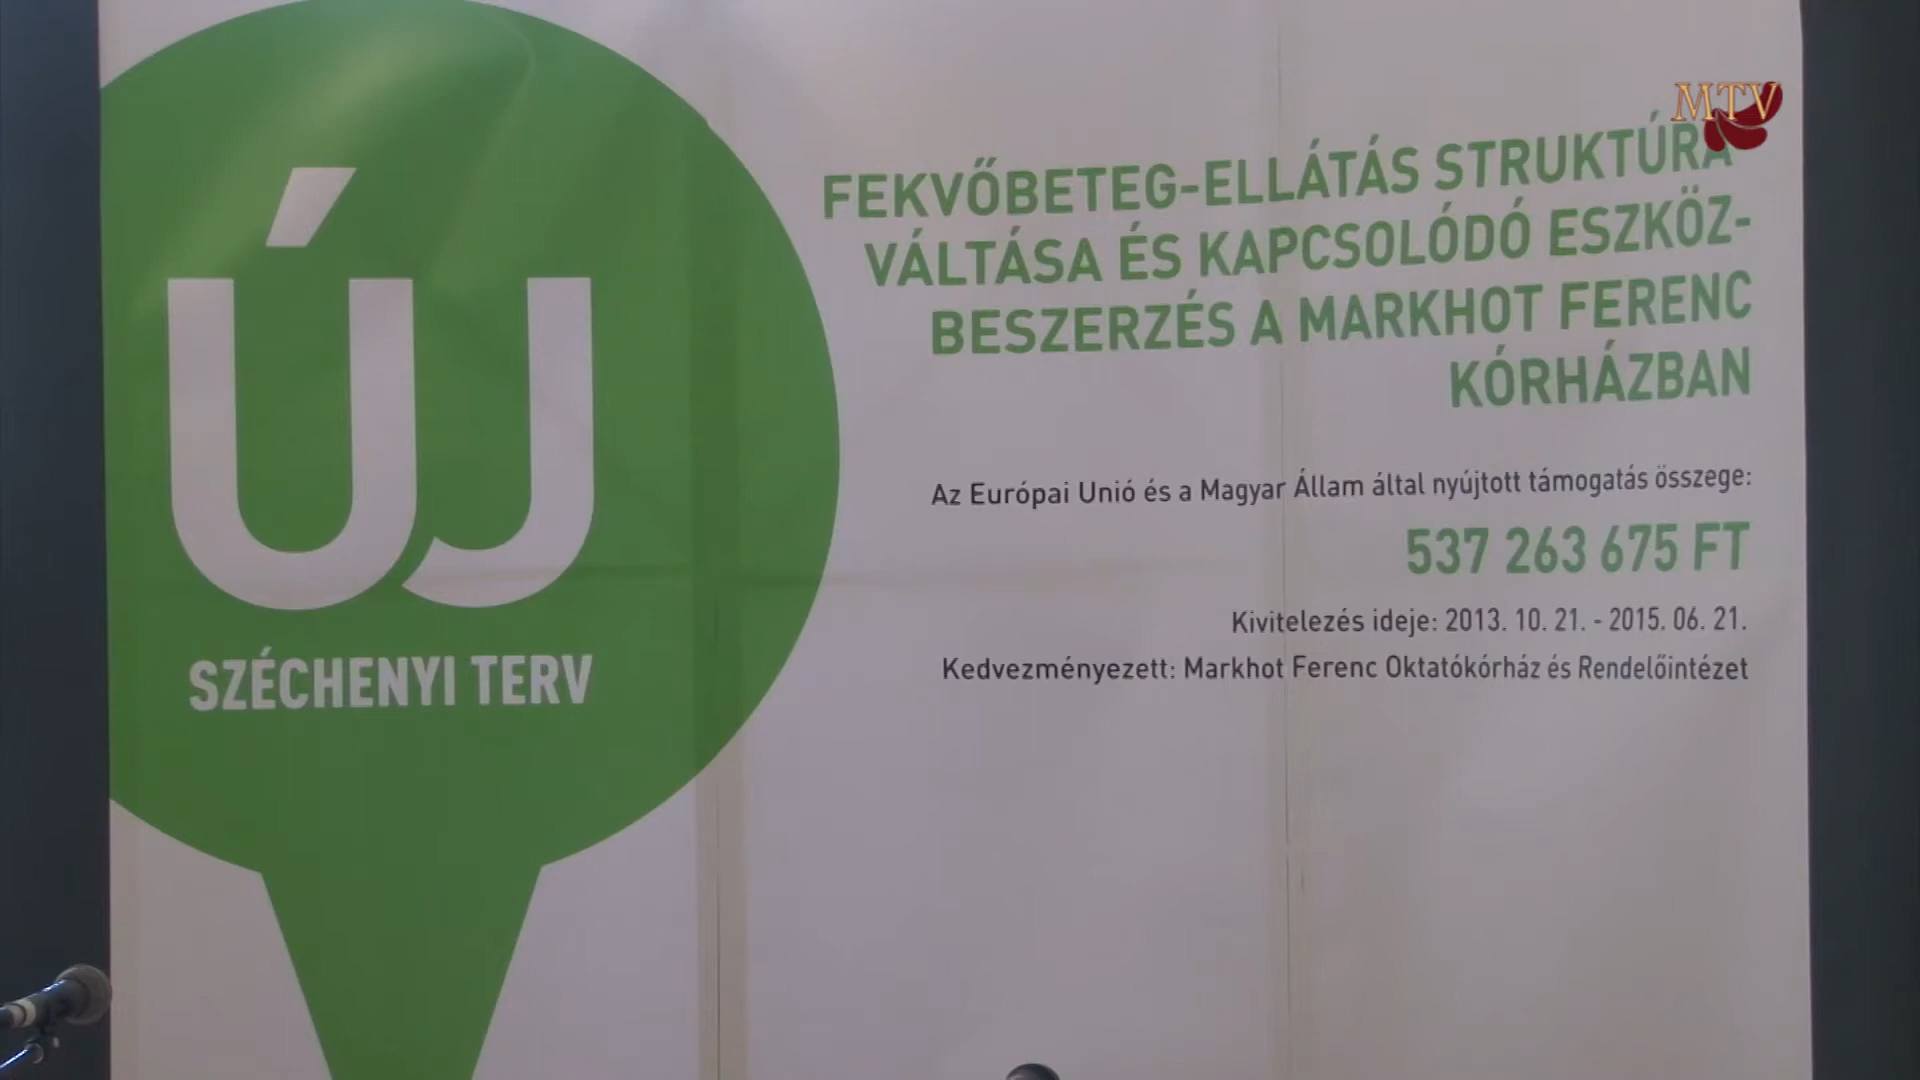 MTV
ÚJ
SZÉCHENYI TERV
FEKVŐBETEG-ELLÁTÁS STRUKTÚRA
VÁLTÁSA ÉS KAPCSOLÓDÓ ESZKÖZ-
BESZERZÉS A MARKHOT FERENC
KÓRHÁZBAN
Az Európai Unió és a Magyar Állam által nyújtott támogatás összege:
537 263 675 FT
Kivitelezés ideje: 2013. 10. 21. - 2015. 06. 21.
Kedvezményezett: Markhot Ferenc Oktatókórház és Rendelőintézet